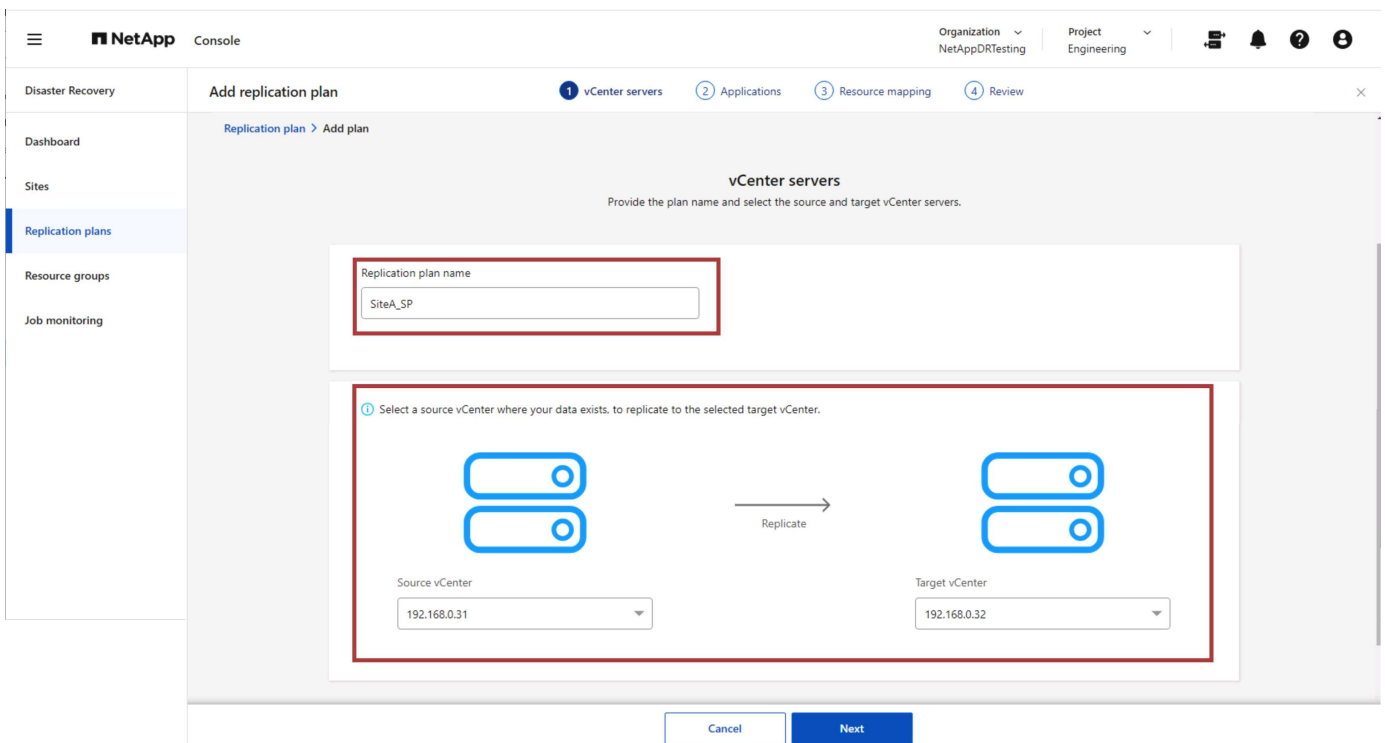 NetApp Console
Organization
NetAppDRTesting
Project
Engineering
Disaster Recovery
Add replication plan
1 vCenter servers
2 Applications
3 Resource mapping
4 Review
Dashboard
Sites
Replication plans
Resource groups
Job monitoring
Replication plan > Add plan
vCenter servers
Provide the plan name and select the source and target vCenter servers.
Replication plan name
SiteA_SP
Select a source vCenter where your data exists, to replicate to the selected target vCenter.
Replicate
Source vCenter
192.168.0.31
Target vCenter
192.168.0.32
Cancel
Next